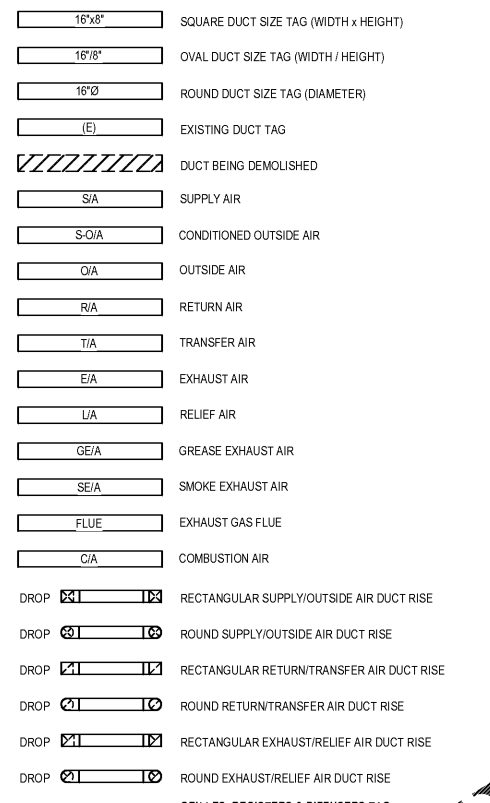 16"x8" SQUARE DUCT SIZE TAG (WIDTH x HEIGHT)
16"/8" OVAL DUCT SIZE TAG (WIDTH / HEIGHT)
16"Ø ROUND DUCT SIZE TAG (DIAMETER)
(E) EXISTING DUCT TAG
DUCT BEING DEMOLISHED
S/A SUPPLY AIR
S-O/A CONDITIONED OUTSIDE AIR
O/A OUTSIDE AIR
R/A RETURN AIR
T/A TRANSFER AIR
E/A EXHAUST AIR
L/A RELIEF AIR
GE/A GREASE EXHAUST AIR
SE/A SMOKE EXHAUST AIR
FLUE EXHAUST GAS FLUE
C/A COMBUSTION AIR
DROP RECTANGULAR SUPPLY/OUTSIDE AIR DUCT RISE
DROP ROUND SUPPLY/OUTSIDE AIR DUCT RISE
DROP RECTANGULAR RETURN/TRANSFER AIR DUCT RISE
DROP ROUND RETURN/TRANSFER AIR DUCT RISE
DROP RECTANGULAR EXHAUST/RELIEF AIR DUCT RISE
DROP ROUND EXHAUST/RELIEF AIR DUCT RISE